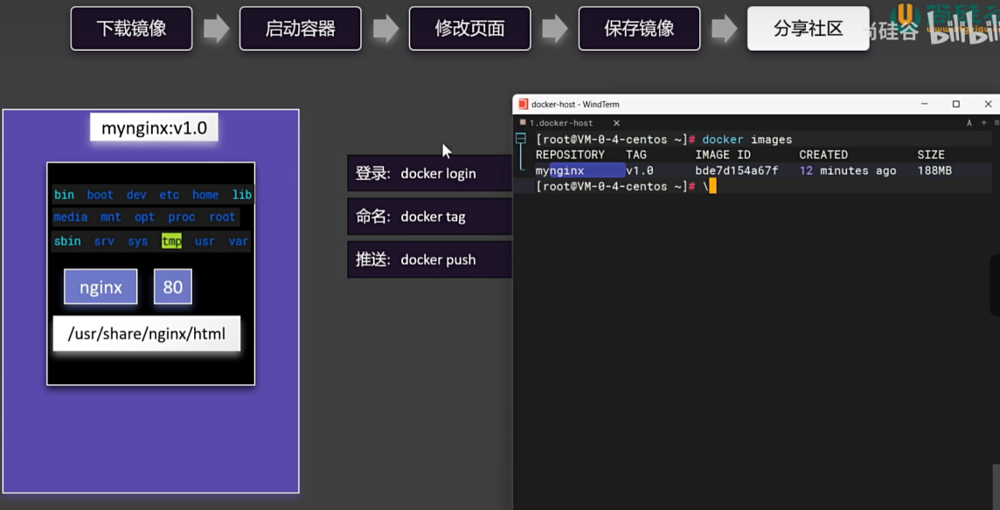 下载镜像
启动容器
修改页面
保存镜像
分享社区
尚硅谷
bilibili
mynginx:v1.0
bin boot dev etc home lib
media mnt opt proc root
sbin srv sys tmp usr var
nginx 80
/usr/share/nginx/html
登录: docker login
命名: docker tag
推送: docker push
docker-host - WindTerm
1.docker-host
[root@VM-0-4-centos ~]# docker images
REPOSITORY TAG IMAGE ID CREATED SIZE
mynginx v1.0 bde7d154a67f 12 minutes ago 188MB
[root@VM-0-4-centos ~]# \